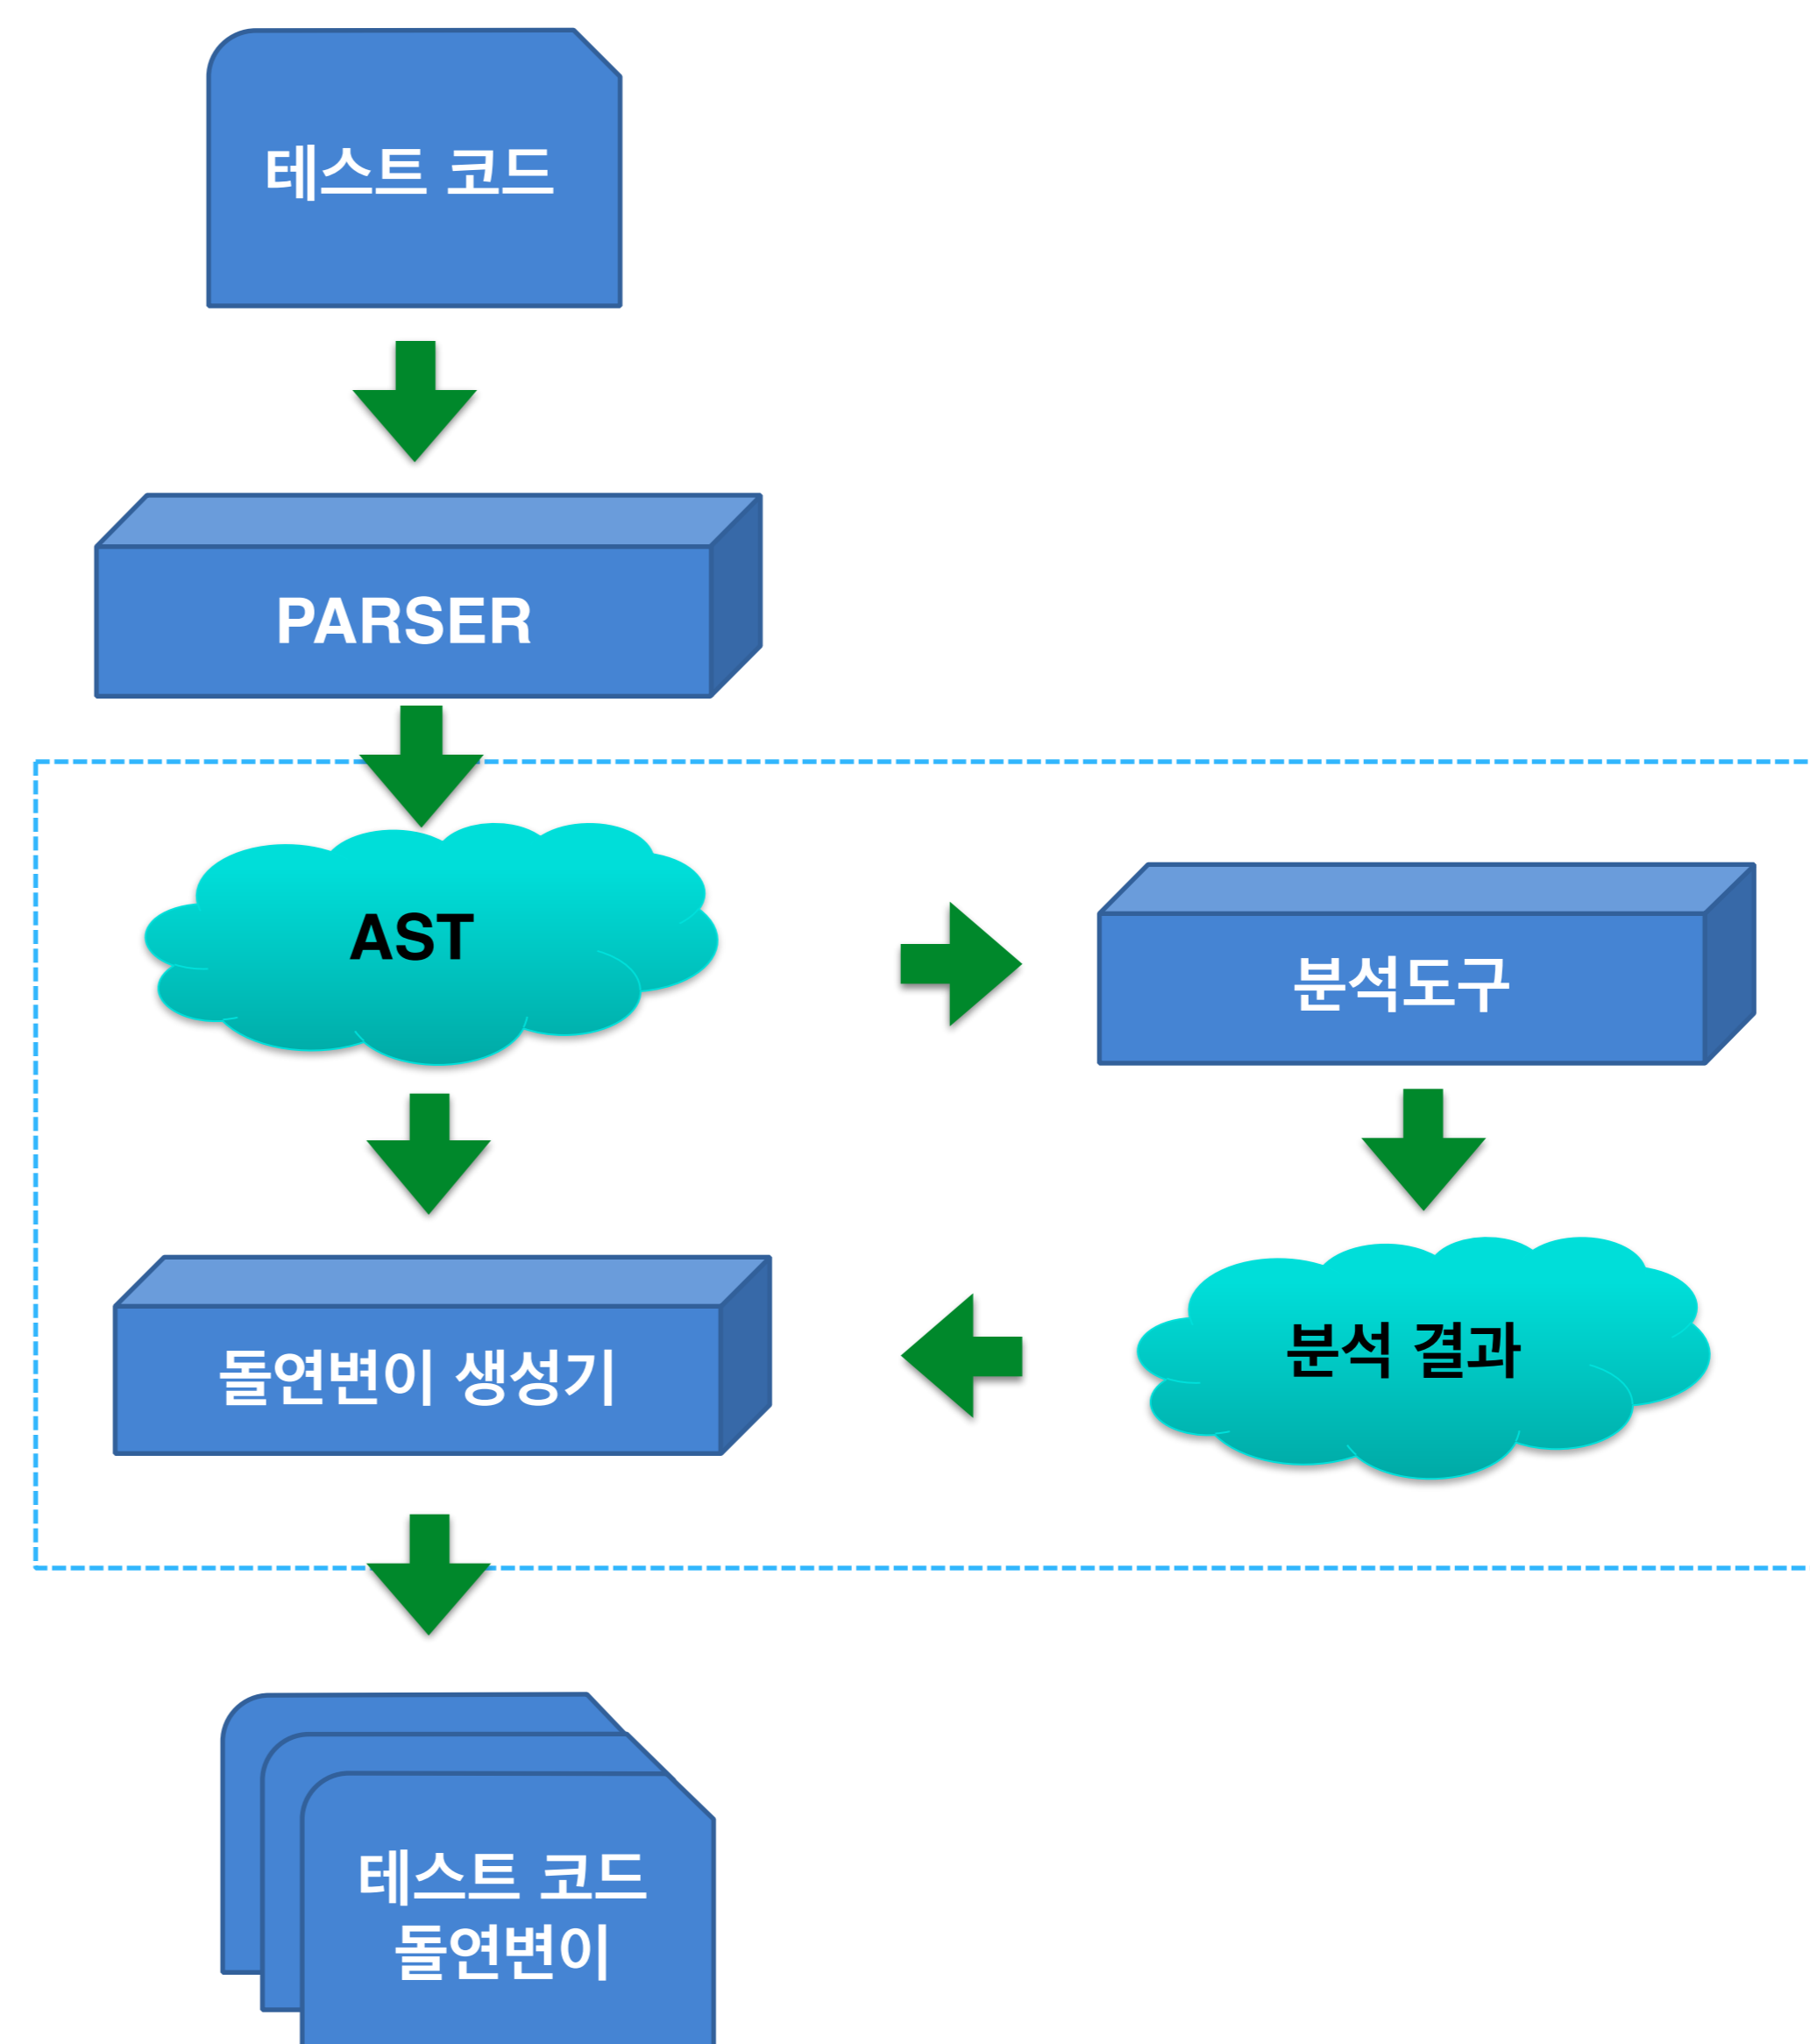 테스트 코드
PARSER
AST
분석도구
돌연변이 생성기
분석 결과
테스트 코드
돌연변이